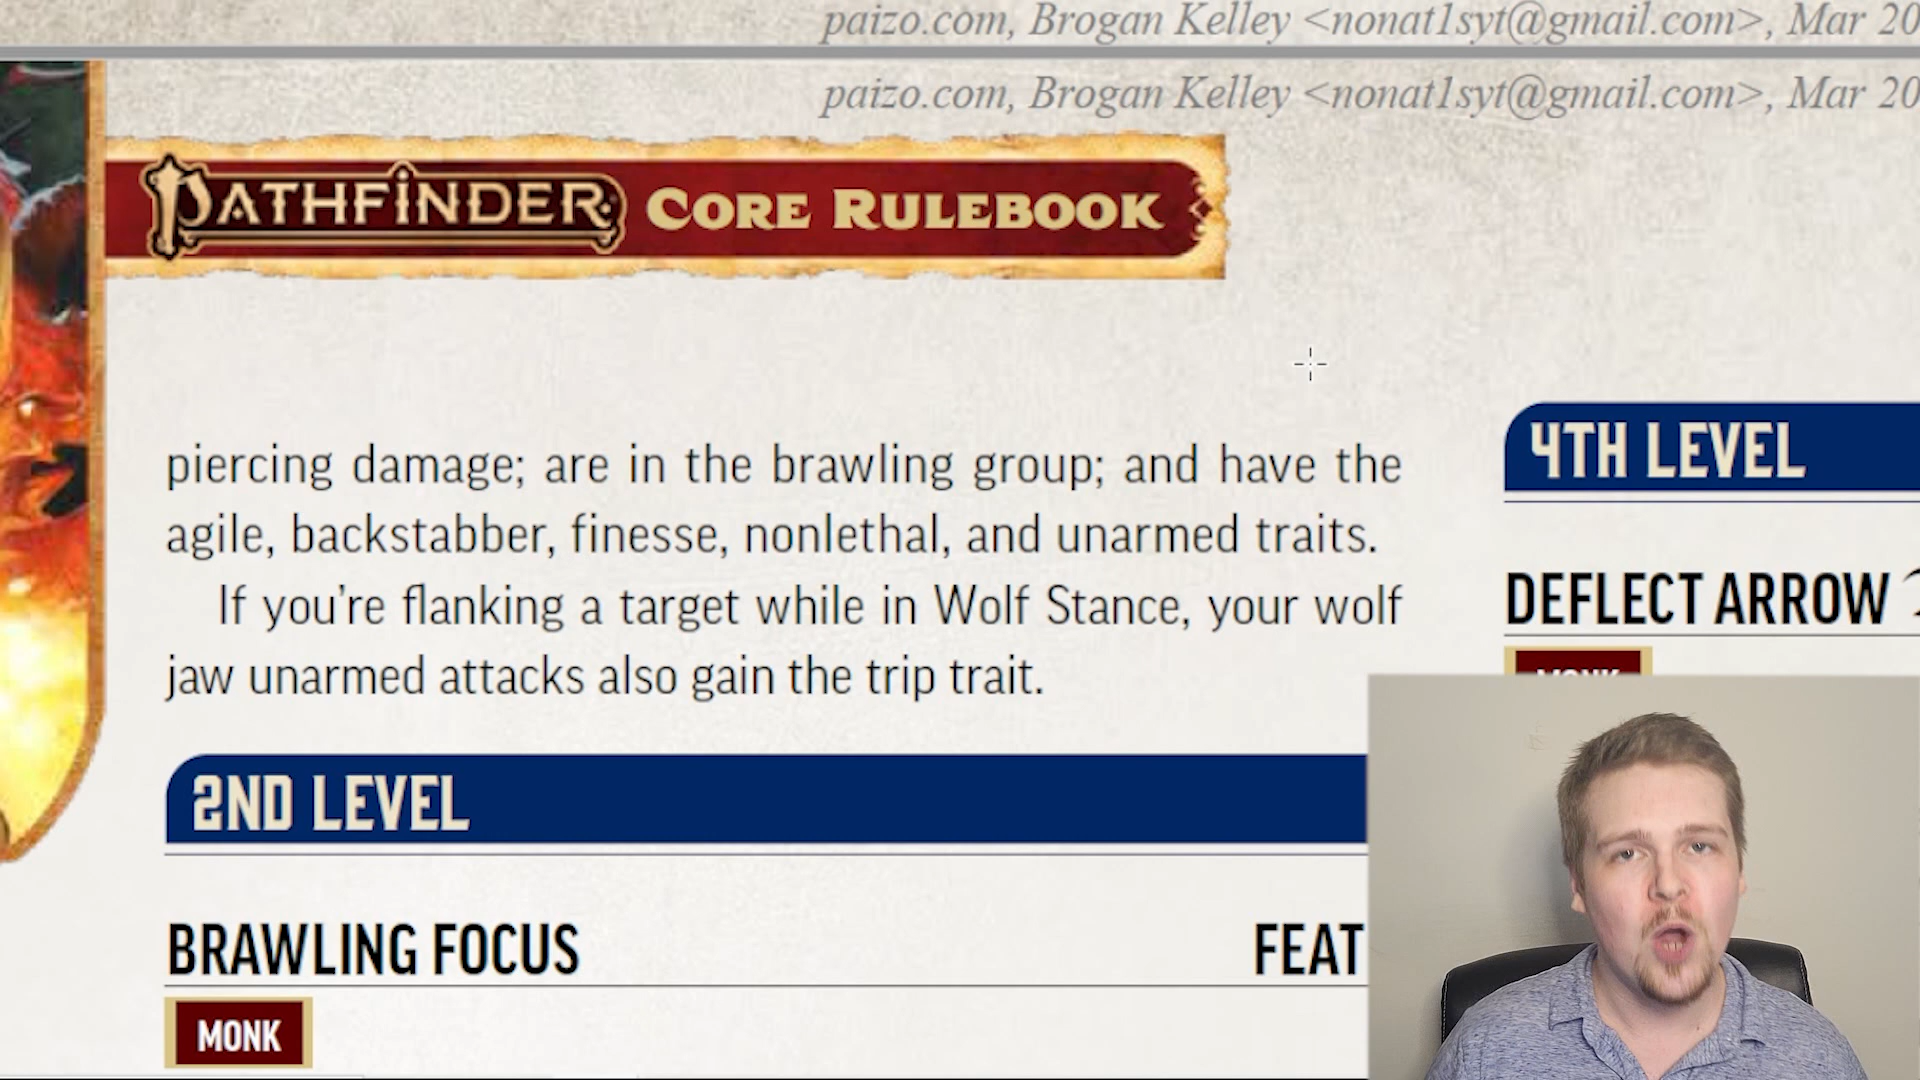 paizo.com, Brogan Kelley <nonat1syt@gmail.com>, Mar 20
paizo.com, Brogan Kelley <nonat1syt@gmail.com>, Mar 20
PATHFINDER CORE RULEBOOK
piercing damage; are in the brawling group; and have the
agile, backstabber, finesse, nonlethal, and unarmed traits.
If you're flanking a target while in Wolf Stance, your wolf
jaw unarmed attacks also gain the trip trait.
2ND LEVEL
BRAWLING FOCUS FEAT
MONK
4TH LEVEL
DEFLECT ARROW
MONK